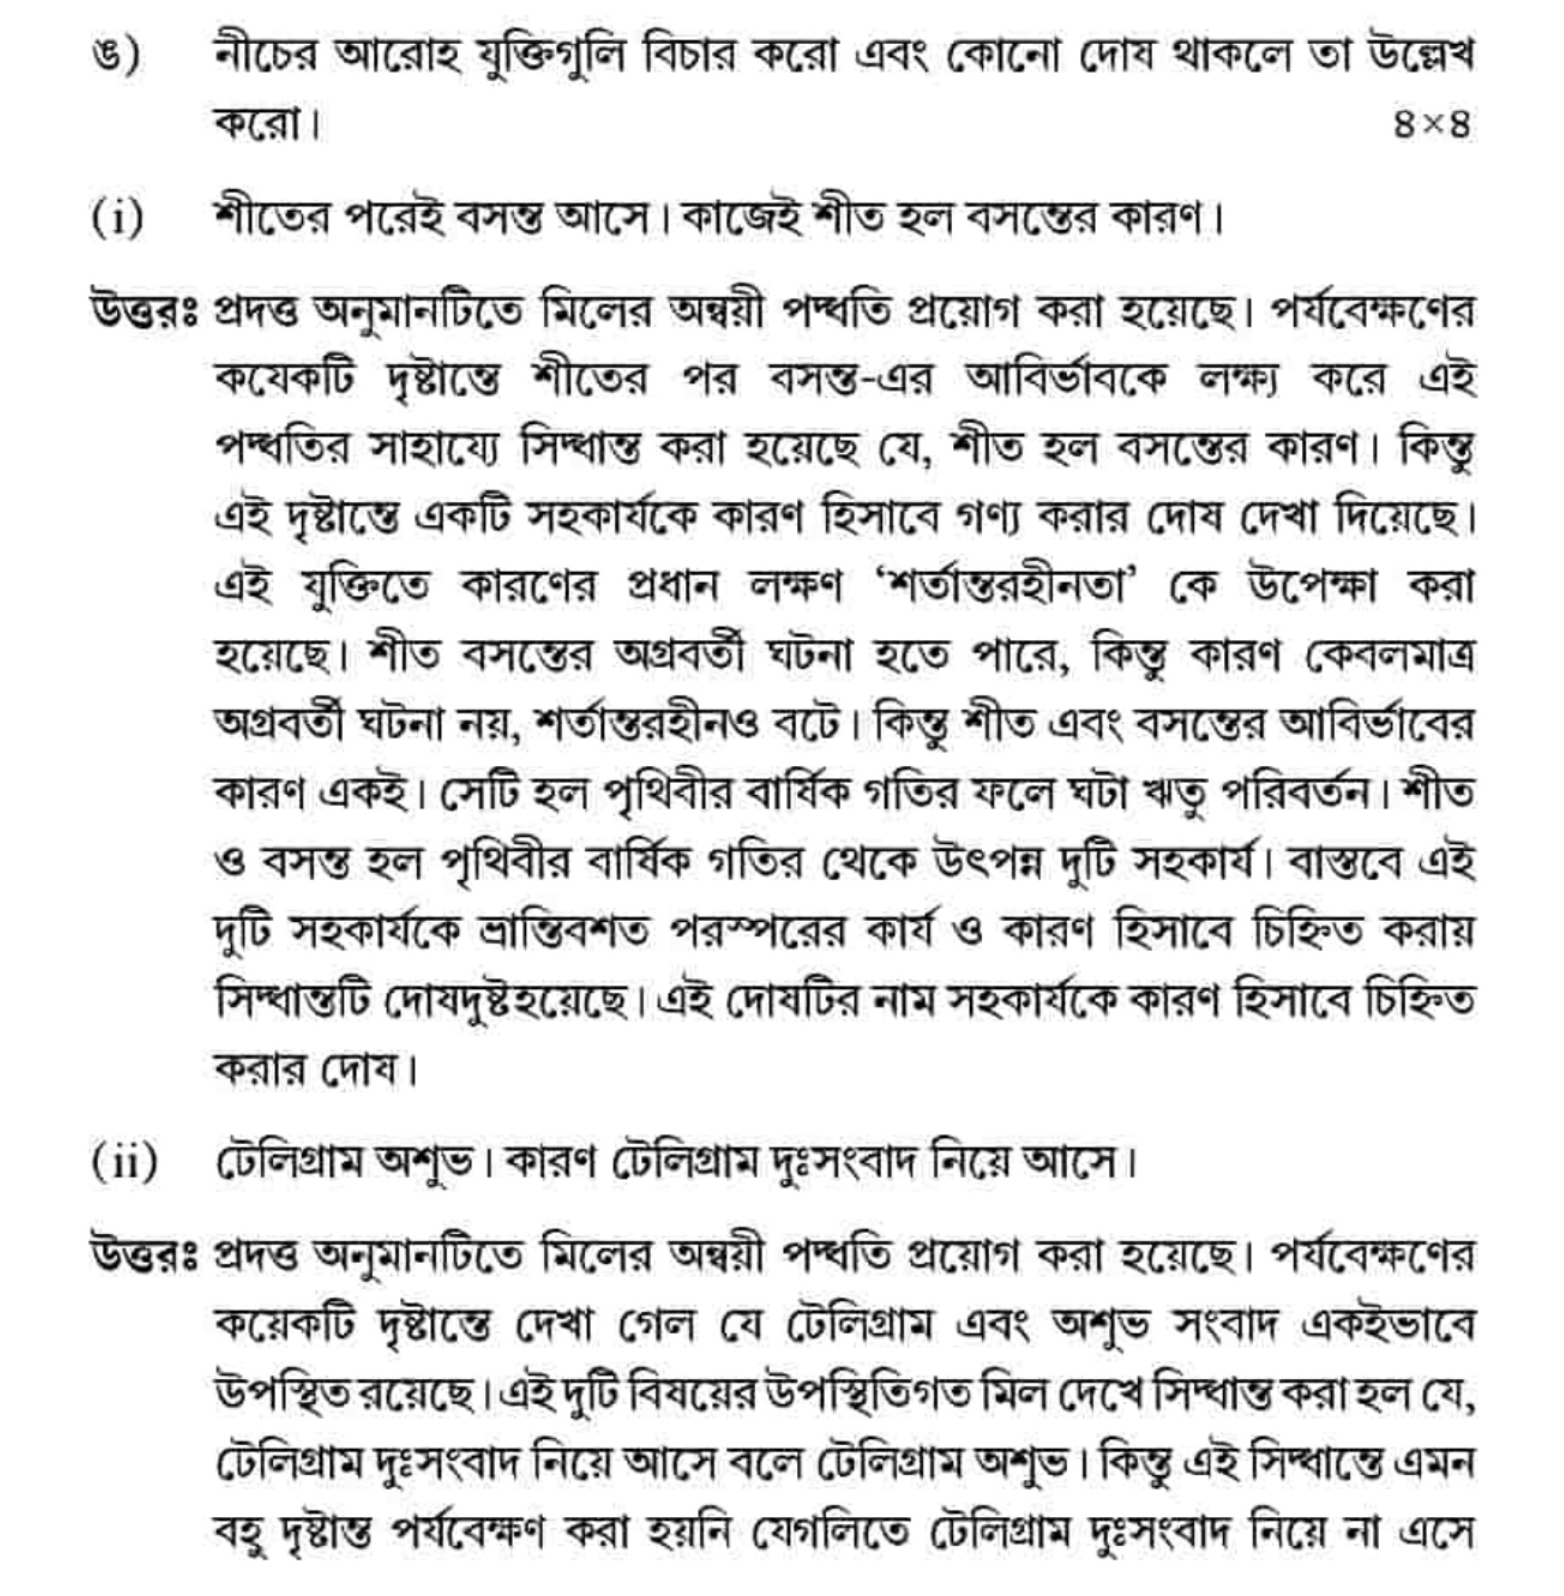 ঙ) নীচের আরোহ যুক্তিগুলি বিচার করো এবং কোনো দোষ থাকলে তা উল্লেখ
করো। ৪×৪
(i) শীতের পরেই বসন্ত আসে। কাজেই শীত হল বসন্তের কারণ।
উত্তরঃ প্রদত্ত অনুমানটিতে মিলের অন্বয়ী পদ্ধতি প্রয়োগ করা হয়েছে। পর্যবেক্ষণের
কযেকটি দৃষ্টান্তে শীতের পর বসন্ত-এর আবির্ভাবকে লক্ষ্য করে এই
পদ্ধতির সাহায্যে সিদ্ধান্ত করা হয়েছে যে, শীত হল বসন্তের কারণ। কিন্তু
এই দৃষ্টান্তে একটি সহকার্যকে কারণ হিসাবে গণ্য করার দোষ দেখা দিয়েছে।
এই যুক্তিতে কারণের প্রধান লক্ষণ ‘শর্তান্তরহীনতা’ কে উপেক্ষা করা
হয়েছে। শীত বসন্তের অগ্রবর্তী ঘটনা হতে পারে, কিন্তু কারণ কেবলমাত্র
অগ্রবর্তী ঘটনা নয়, শর্তান্তরহীনও বটে। কিন্তু শীত এবং বসন্তের আবির্ভাবের
কারণ একই। সেটি হল পৃথিবীর বার্ষিক গতির ফলে ঘটা ঋতু পরিবর্তন। শীত
ও বসন্ত হল পৃথিবীর বার্ষিক গতির থেকে উৎপন্ন দুটি সহকার্য। বাস্তবে এই
দুটি সহকার্যকে ভ্রান্তিবশত পরস্পরের কার্য ও কারণ হিসাবে চিহ্নিত করায়
সিদ্ধান্তটি দোষদুষ্টহয়েছে। এই দোষটির নাম সহকার্যকে কারণ হিসাবে চিহ্নিত
করার দোষ।
(ii) টেলিগ্রাম অশুভ। কারণ টেলিগ্রাম দুঃসংবাদ নিয়ে আসে।
উত্তরঃ প্রদত্ত অনুমানটিতে মিলের অন্বয়ী পদ্ধতি প্রয়োগ করা হয়েছে। পর্যবেক্ষণের
কয়েকটি দৃষ্টান্তে দেখা গেল যে টেলিগ্রাম এবং অশুভ সংবাদ একইভাবে
উপস্থিত রয়েছে। এই দুটি বিষয়ের উপস্থিতিগত মিল দেখে সিদ্ধান্ত করা হল যে,
টেলিগ্রাম দুঃসংবাদ নিয়ে আসে বলে টেলিগ্রাম অশুভ। কিন্তু এই সিদ্ধান্তে এমন
বহু দৃষ্টান্ত পর্যবেক্ষণ করা হয়নি যেগলিতে টেলিগ্রাম দুঃসংবাদ নিয়ে না এসে